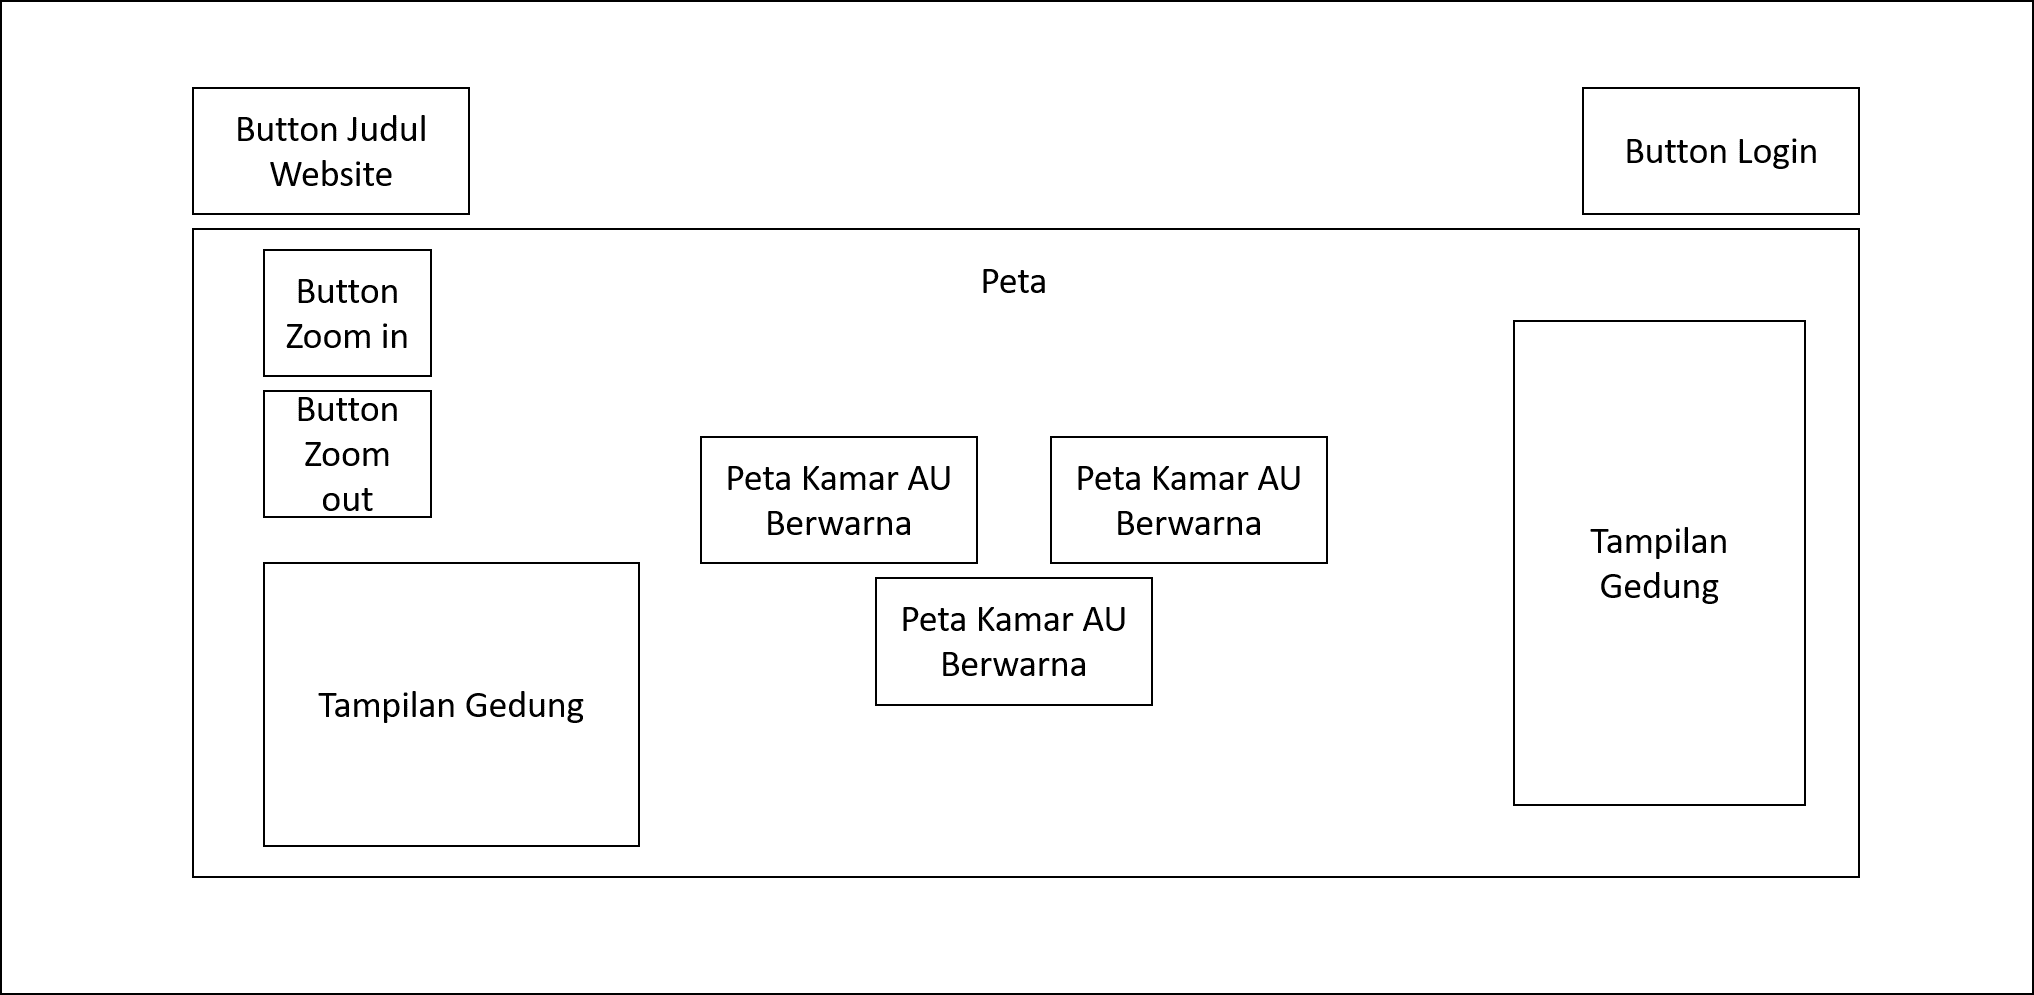 Button Judul
Website
Button Login
Peta
Button
Zoom in
Button
Zoom
out
Peta Kamar AU
Berwarna
Peta Kamar AU
Berwarna
Peta Kamar AU
Berwarna
Tampilan Gedung
Tampilan
Gedung